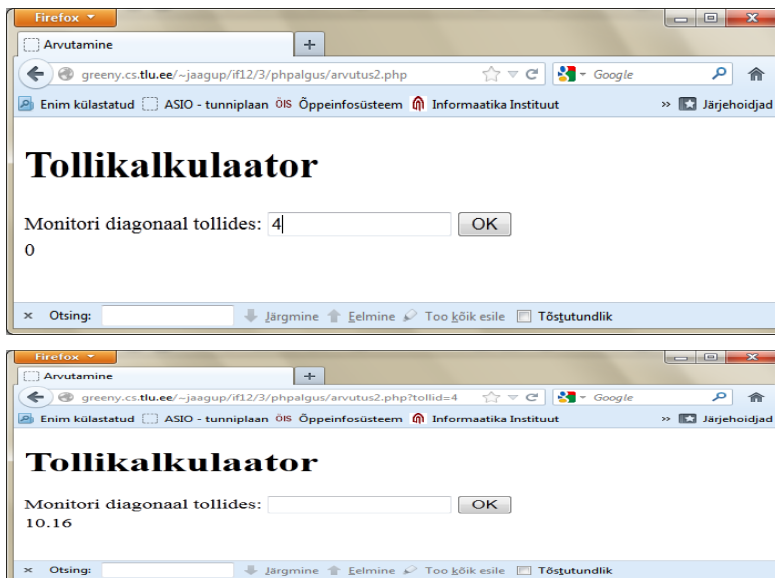 Firefox
Arvutamine
greeny.cs.tlu.ee/~jaagup/if12/3/phpalgus/arvutus2.php
Google
Enim külastatud ASIO - tunniplaan ÕIS Õppeinfosüsteem Informaatika Instituut » Järjehoidjad
Tollikalkulaator
Monitori diagonaal tollides: 4 OK
0
× Otsing: Järgmine Eelmine Too kõik esile Tõstutundlik
Firefox
Arvutamine
greeny.cs.tlu.ee/~jaagup/if12/3/phpalgus/arvutus2.php?tollid=4
Google
Enim külastatud ASIO - tunniplaan ÕIS Õppeinfosüsteem Informaatika Instituut » Järjehoidjad
Tollikalkulaator
Monitori diagonaal tollides: OK
10.16
× Otsing: Järgmine Eelmine Too kõik esile Tõstutundlik